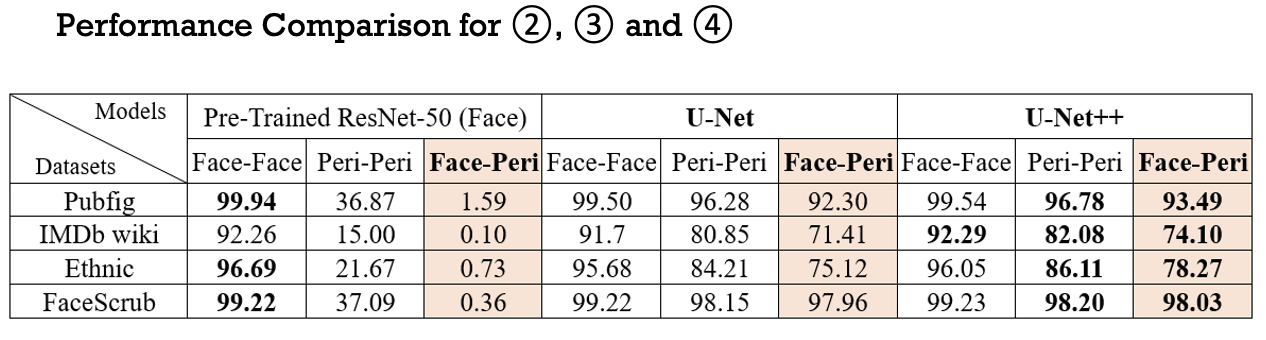 Performance Comparison for ②, ③ and ④
Models Pre-Trained ResNet-50 (Face) U-Net U-Net++
Datasets Face-Face Peri-Peri Face-Peri Face-Face Peri-Peri Face-Peri Face-Face Peri-Peri Face-Peri
Pubfig 99.94 36.87 1.59 99.50 96.28 92.30 99.54 96.78 93.49
IMDb wiki 92.26 15.00 0.10 91.7 80.85 71.41 92.29 82.08 74.10
Ethnic 96.69 21.67 0.73 95.68 84.21 75.12 96.05 86.11 78.27
FaceScrub 99.22 37.09 0.36 99.22 98.15 97.96 99.23 98.20 98.03